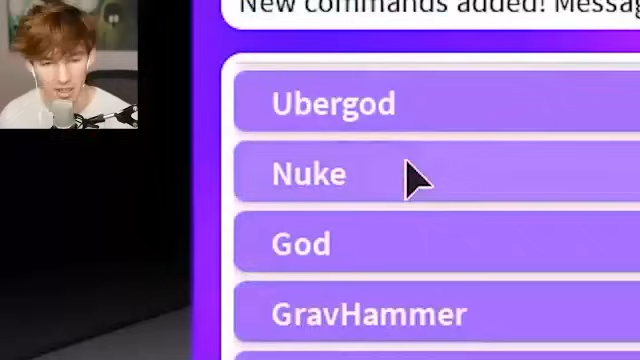 New commands added! Messag
Ubergod
Nuke
God
GravHammer